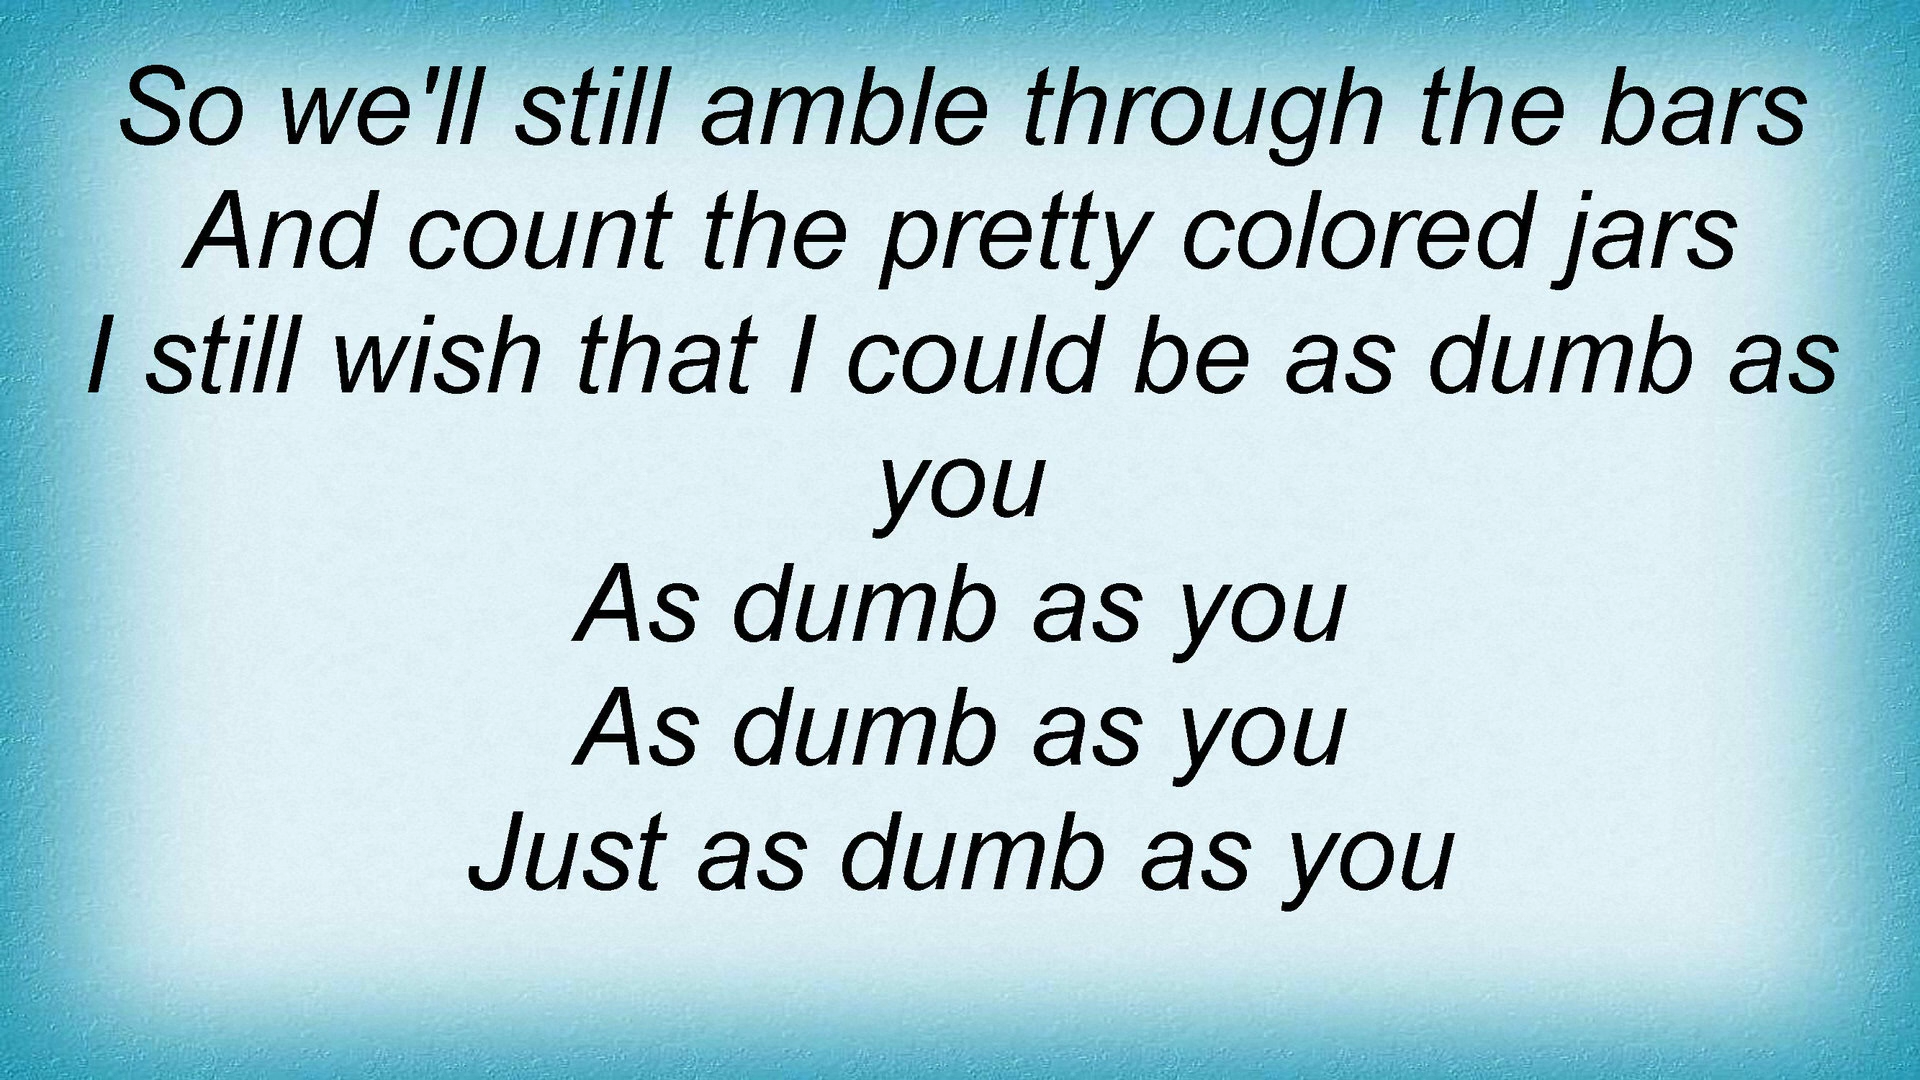 So we'll still amble through the bars
And count the pretty colored jars
I still wish that I could be as dumb as
you
As dumb as you
As dumb as you
Just as dumb as you